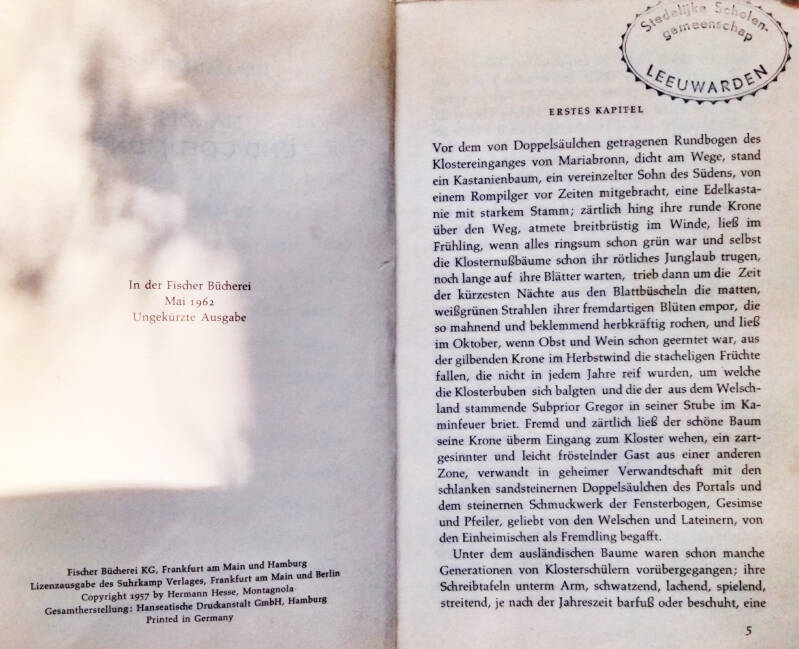 In der Fischer Bücherei
Mai 1962
Ungekürzte Ausgabe
Fischer Bücherei KG, Frankfurt am Main und Hamburg
Lizenzausgabe des Suhrkamp Verlages, Frankfurt am Main und Berlin
Copyright 1957 by Hermann Hesse, Montagnola
Gesamtherstellung: Hanseatische Druckanstalt GmbH, Hamburg
Printed in Germany
Stedelijke Scholen-
gemeenschap
LEEUWARDEN
ERSTES KAPITEL
Vor dem von Doppelsäulchen getragenen Rundbogen des
Klostereinganges von Mariabronn, dicht am Wege, stand
ein Kastanienbaum, ein vereinzelter Sohn des Südens, von
einem Rompilger vor Zeiten mitgebracht, eine Edelkasta-
nie mit starkem Stamm; zärtlich hing ihre runde Krone
über den Weg, atmete breitbrüstig im Winde, ließ im
Frühling, wenn alles ringsum schon grün war und selbst
die Klosternußbäume schon ihr rötliches Junglaub trugen,
noch lange auf ihre Blätter warten, trieb dann um die Zeit
der kürzesten Nächte aus den Blattbüscheln die matten,
weißgrünen Strahlen ihrer fremdartigen Blüten empor, die
so mahnend und beklemmend herbkräftig rochen, und ließ
im Oktober, wenn Obst und Wein schon geerntet war, aus
der gilbenden Krone im Herbstwind die stacheligen Früchte
fallen, die nicht in jedem Jahre reif wurden, um welche
die Klosterbuben sich balgten und die der aus dem Welsch-
land stammende Subprior Gregor in seiner Stube im Ka-
minfeuer briet. Fremd und zärtlich ließ der schöne Baum
seine Krone überm Eingang zum Kloster wehen, ein zart-
gesinnter und leicht fröstelnder Gast aus einer anderen
Zone, verwandt in geheimer Verwandtschaft mit den
schlanken sandsteinernen Doppelsäulchen des Portals und
dem steinernen Schmuckwerk der Fensterbogen, Gesimse
und Pfeiler, geliebt von den Welschen und Lateinern, von
den Einheimischen als Fremdling begafft.
Unter dem ausländischen Baume waren schon manche
Generationen von Klosterschülern vorübergegangen; ihre
Schreibtafeln unterm Arm, schwatzend, lachend, spielend,
streitend, je nach der Jahreszeit barfuß oder beschuht, eine
5